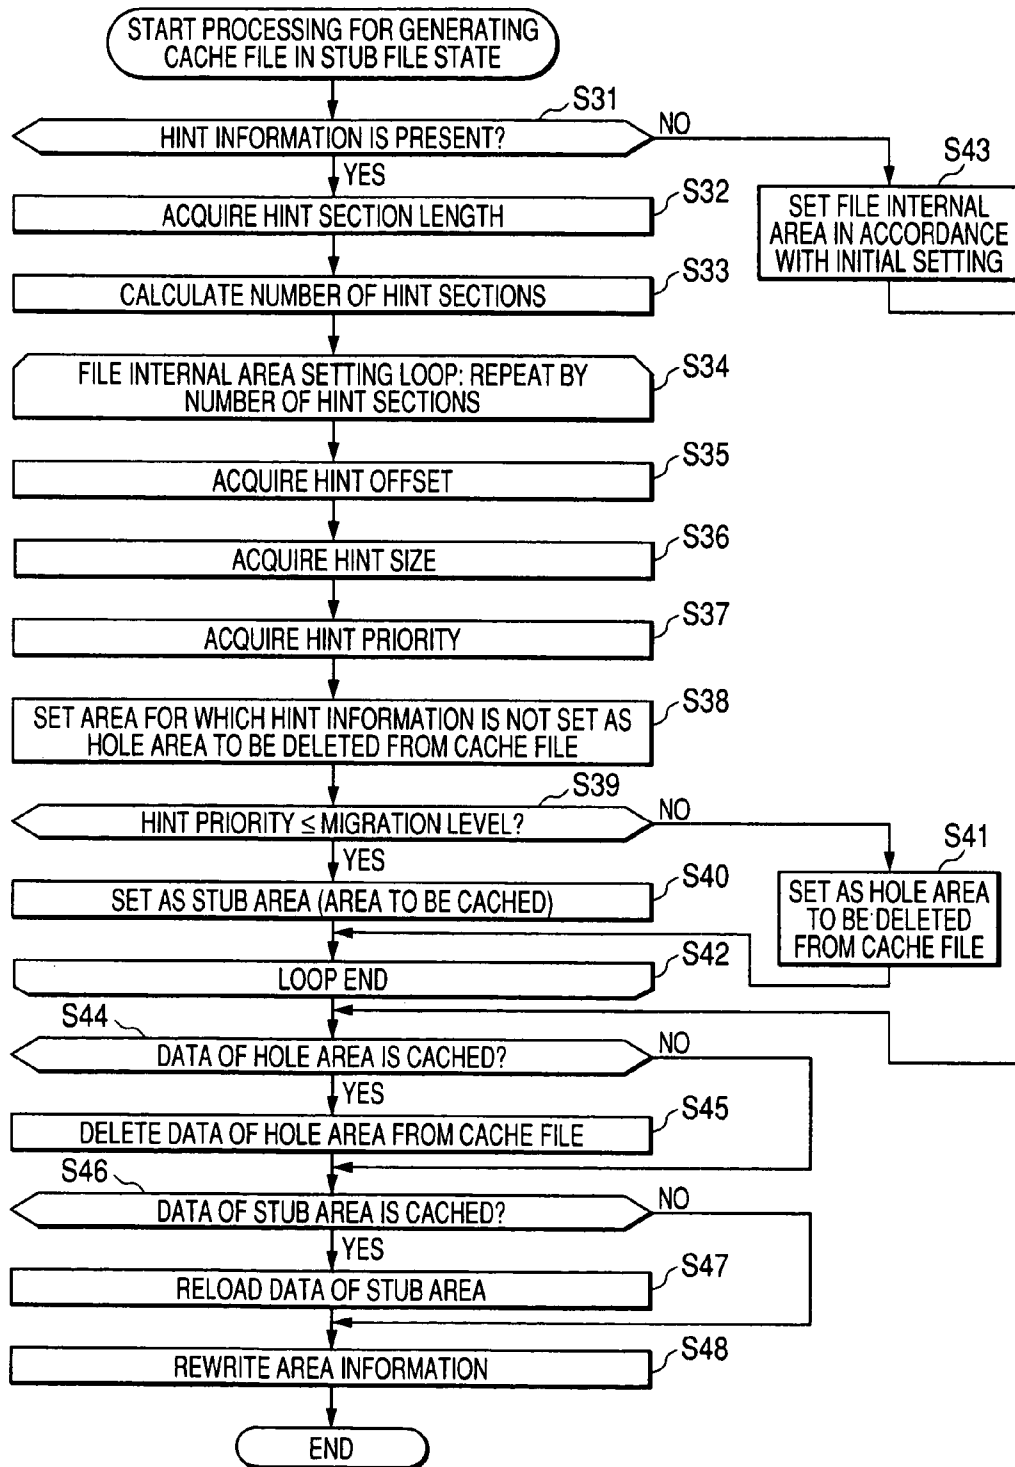 START PROCESSING FOR GENERATING
CACHE FILE IN STUB FILE STATE
S31
HINT INFORMATION IS PRESENT?
NO
YES
S43
SET FILE INTERNAL
AREA IN ACCORDANCE
WITH INITIAL SETTING
S32
ACQUIRE HINT SECTION LENGTH
S33
CALCULATE NUMBER OF HINT SECTIONS
S34
FILE INTERNAL AREA SETTING LOOP: REPEAT BY
NUMBER OF HINT SECTIONS
S35
ACQUIRE HINT OFFSET
S36
ACQUIRE HINT SIZE
S37
ACQUIRE HINT PRIORITY
S38
SET AREA FOR WHICH HINT INFORMATION IS NOT SET AS
HOLE AREA TO BE DELETED FROM CACHE FILE
S39
HINT PRIORITY ≤ MIGRATION LEVEL?
NO
YES
S41
SET AS HOLE AREA
TO BE DELETED
FROM CACHE FILE
S40
SET AS STUB AREA (AREA TO BE CACHED)
S42
LOOP END
S44
DATA OF HOLE AREA IS CACHED?
NO
YES
S45
DELETE DATA OF HOLE AREA FROM CACHE FILE
S46
DATA OF STUB AREA IS CACHED?
NO
YES
S47
RELOAD DATA OF STUB AREA
S48
REWRITE AREA INFORMATION
END